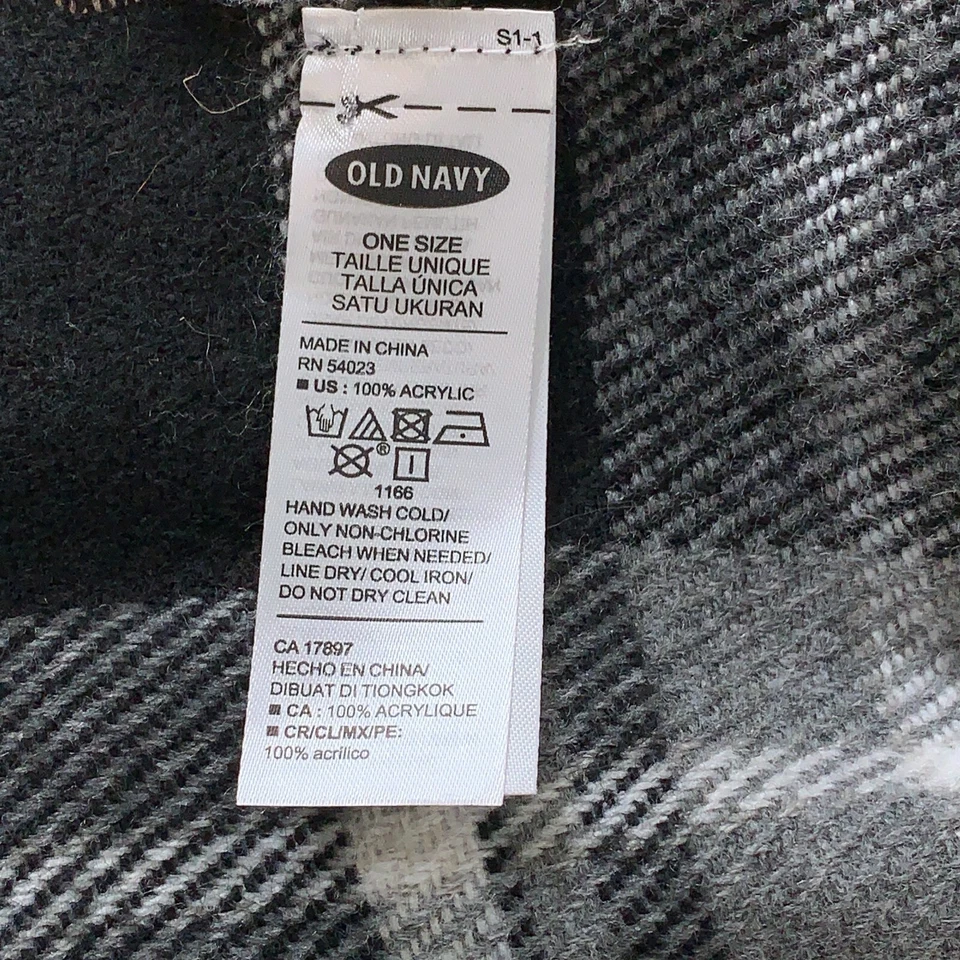 S1-1
OLD NAVY
ONE SIZE
TAILLE UNIQUE
TALLA ÚNICA
SATU UKURAN
MADE IN CHINA
RN 54023
US : 100% ACRYLIC
®
1166
HAND WASH COLD/
ONLY NON-CHLORINE
BLEACH WHEN NEEDED/
LINE DRY/ COOL IRON/
DO NOT DRY CLEAN
CA 17897
HECHO EN CHINA/
DIBUAT DI TIONGKOK
CA : 100% ACRYLIQUE
CR/CL/MX/PE:
100% acrílico